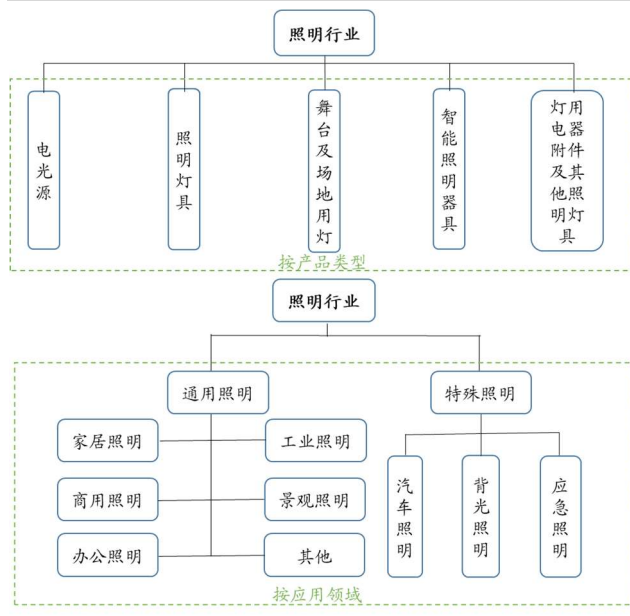 照明行业
电光源
照明灯具
舞台及场地用灯
智能照明器具
灯用
电器
附件
及其
他照
明灯
具
按产品类型
照明行业
通用照明
特殊照明
家居照明
工业照明
商用照明
景观照明
办公照明
其他
汽车照明
背光照明
应急照明
按应用领域